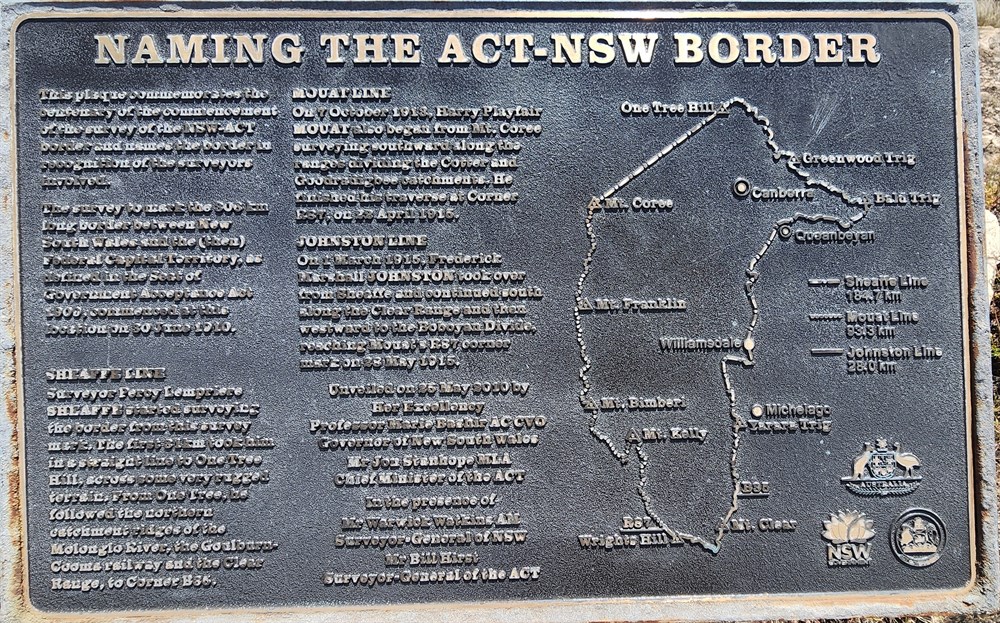 NAMING THE ACT-NSW BORDER
This plaque commemorates the
centenary of the commencement
of the survey of the NSW-ACT
border and names the border in
recognition of the surveyors
involved.
The survey to mark the 306 km
long border between New
South Wales and the (then)
Federal Capital Territory, as
defined in the Seat of
Government Acceptance Act
1909, commenced at this
location on 30 June 1910.
SHEAFFE LINE
Surveyor Percy Lempriere
SHEAFFE started surveying
the border from this survey
mark. The first 51km took him
in a straight line to One Tree
Hill, across some very rugged
terrain. From One Tree, he
followed the northern
catchment ridges of the
Molonglo River, the Goulburn-
Cooma railway and the Clear
Range, to Corner B36.
MOUAT LINE
On 7 October 1913, Harry Playfair
MOUAT also began from Mt. Coree
surveying southward along the
ranges dividing the Cotter and
Goodradigbee catchments. He
finished his traverse at Corner
R87, on 22 April 1915.
JOHNSTON LINE
On 1 March 1915, Frederick
Marshall JOHNSTON took over
from Sheaffe and continued south
along the Clear Range and then
westward to the Boboyan Divide,
reaching Mouat's R87 corner
mark on 28 May 1915.
Unveiled on 25 May 2010 by
Her Excellency
Professor Marie Bashir AC CVO
Governor of New South Wales
Mr Jon Stanhope MLA
Chief Minister of the ACT
In the presence of
Mr Warwick Watkins AM
Surveyor-General of NSW
Mr Bill Hirst
Surveyor-General of the ACT
One Tree Hill
Greenwood Trig
Canberra
Bald Trig
Mt. Coree
Queanbeyan
Sheaffe Line
184.7 km
Mt. Franklin
Mouat Line
93.3 km
Williamsdale
Johnston Line
28.0 km
Mt. Bimberi
Michelago
Mt. Kelly
Zarara Trig
B36
R87
Mt. Clear
Wrights Hill
AUSTRALIA
NSW